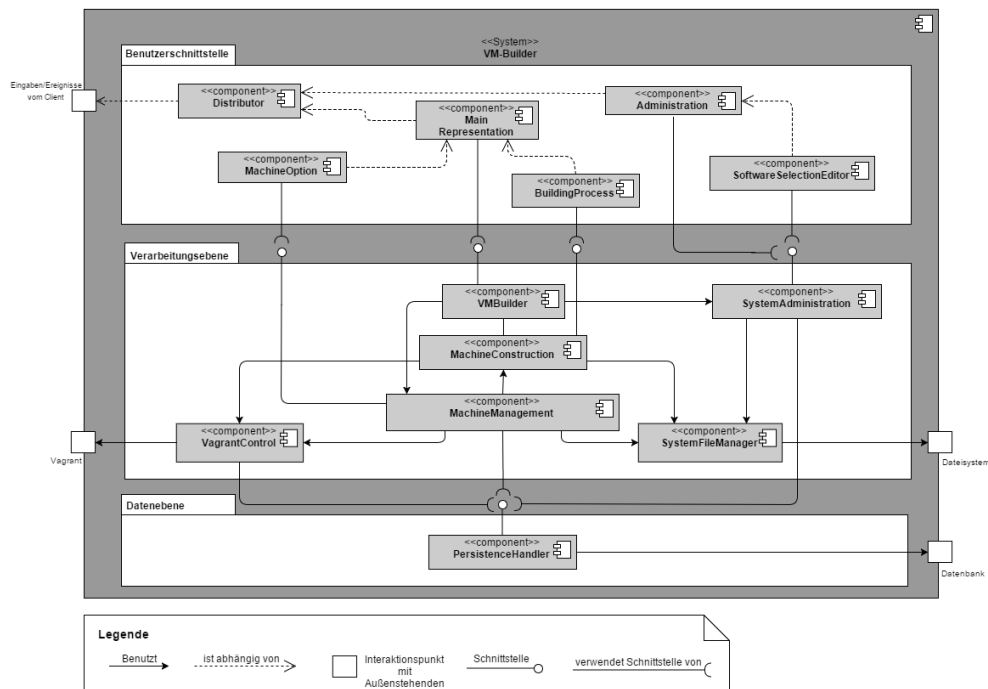 <<System>>
VM-Builder
Benutzerschnittstelle
Eingaben/Ereignisse
vom Client
<<component>>
Distributor
<<component>>
Main
Representation
<<component>>
Administration
<<component>>
MachineOption
<<component>>
BuildingProcess
<<component>>
SoftwareSelectionEditor
Verarbeitungsebene
<<component>>
VMBuilder
<<component>>
SystemAdministration
<<component>>
MachineConstruction
<<component>>
MachineManagement
<<component>>
VagrantControl
<<component>>
SystemFileManager
Vagrant
Dateisystem
Datenebene
<<component>>
PersistenceHandler
Datenbank
Legende
Benutzt
ist abhängig von
Interaktionspunkt
mit
Außenstehenden
Schnittstelle
verwendet Schnittstelle von